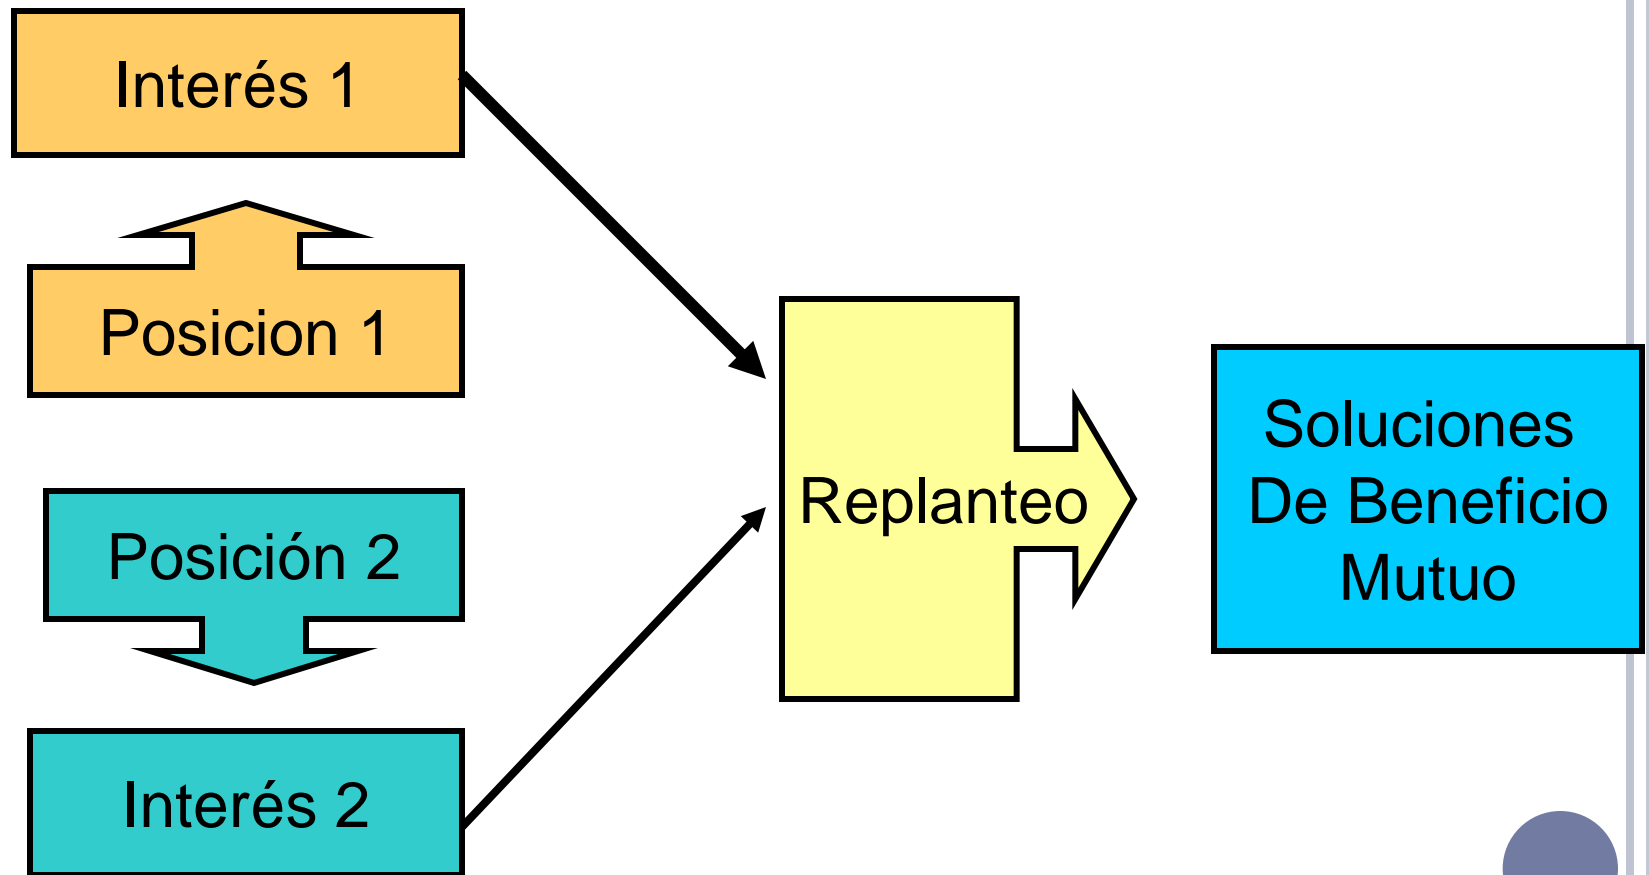 Interés 1
Posicion 1
Posición 2
Interés 2
Replanteo
Soluciones
De Beneficio
Mutuo